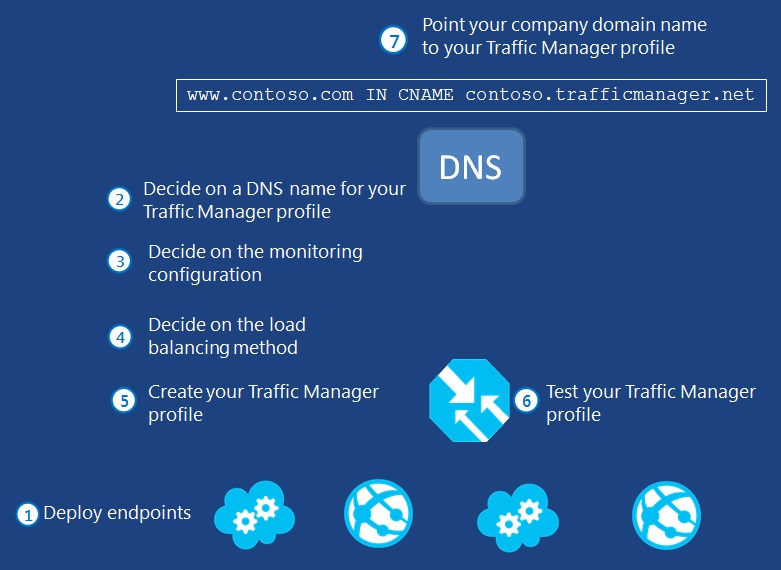 7
Point your company domain name
to your Traffic Manager profile
www.contoso.com IN CNAME contoso.trafficmanager.net
DNS
2
Decide on a DNS name for your
Traffic Manager profile
3
Decide on the monitoring
configuration
4
Decide on the load
balancing method
5
Create your Traffic Manager
profile
6
Test your Traffic Manager
profile
1
Deploy endpoints